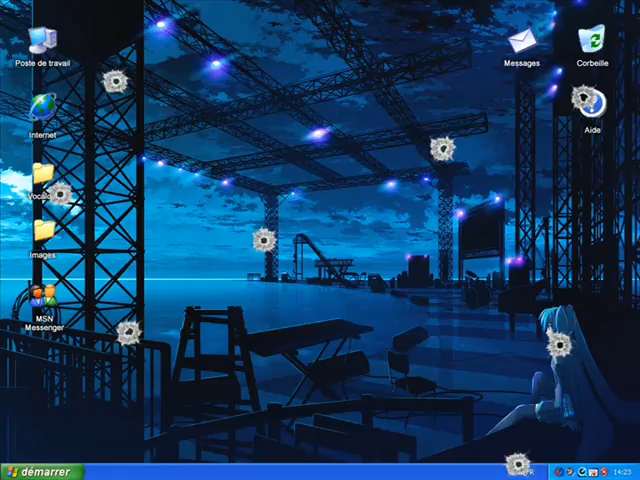 Poste de travail
Internet
Images
MSN
Messenger
Messages
Corbeille
Aide
démarrer
14:23